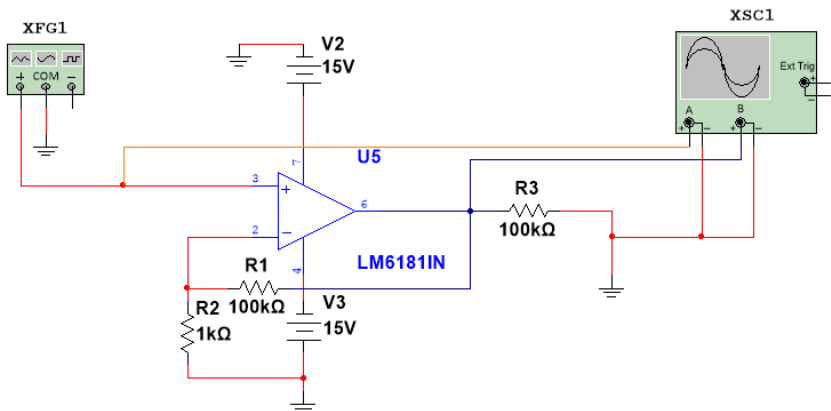 XFG1
COM
V2
15V
XSC1
Ext Trig
A
B
U5
7
3
6
2
4
R3
100kΩ
LM6181IN
R1
100kΩ
R2
1kΩ
V3
15V